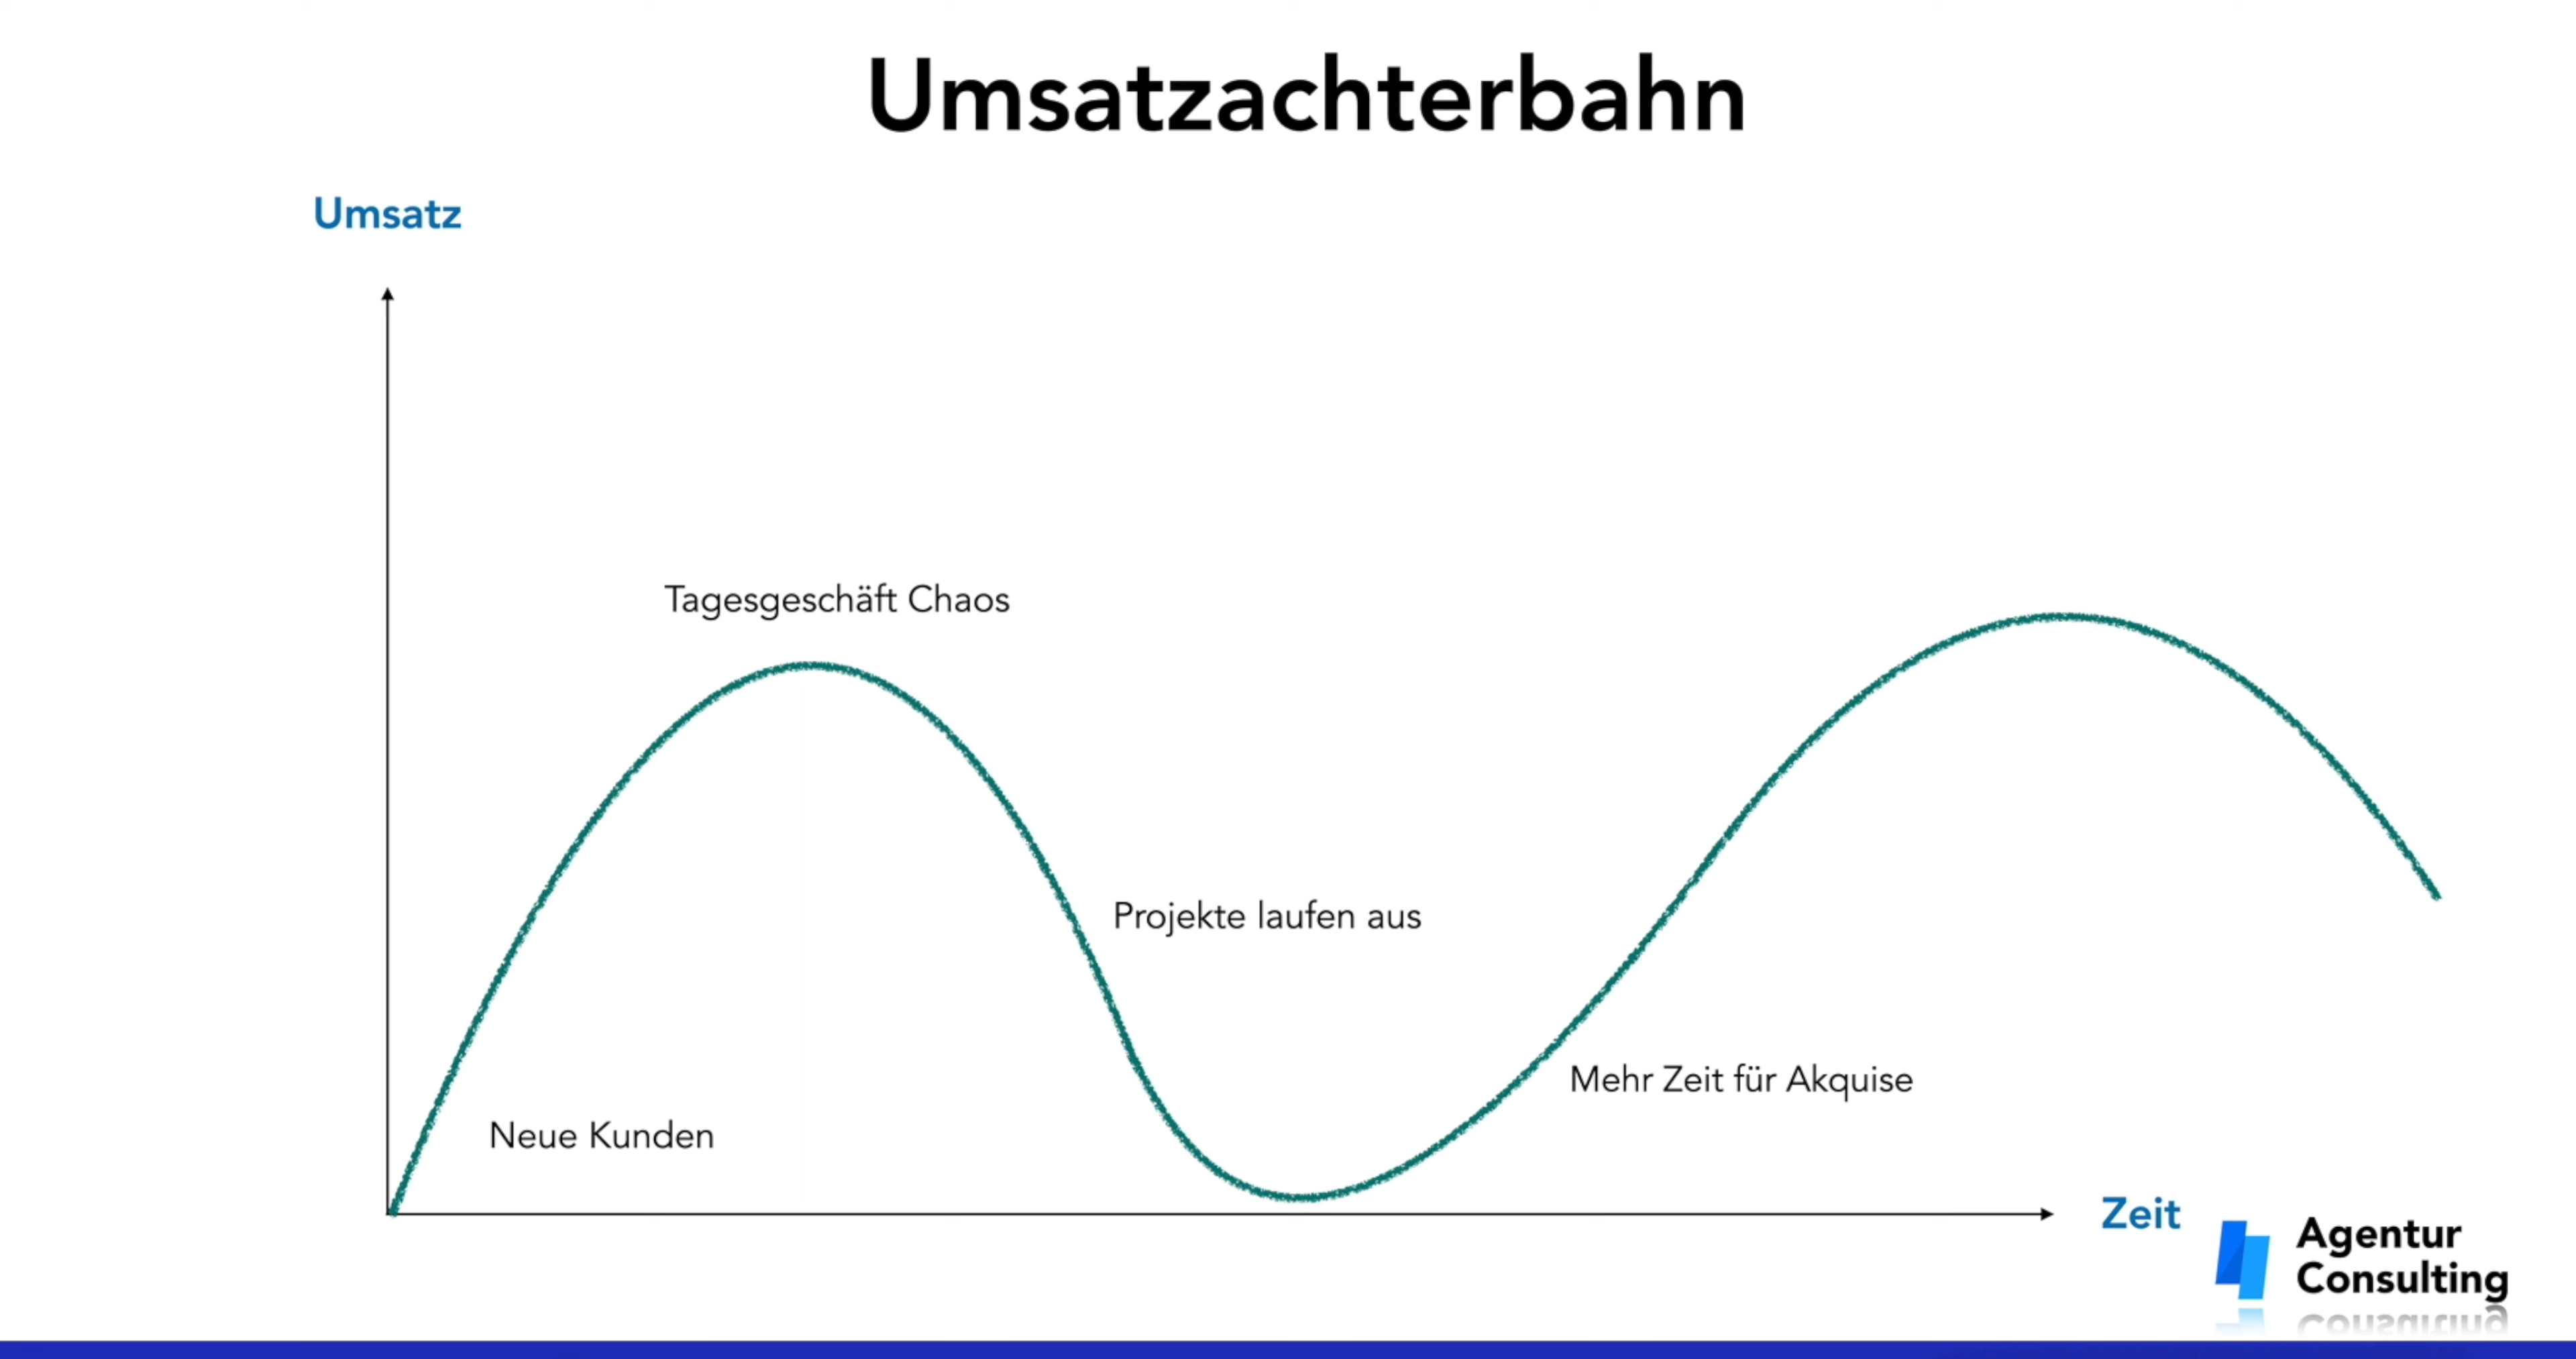 Umsatzachterbahn
Umsatz
Tagesgeschäft Chaos
Projekte laufen aus
Mehr Zeit für Akquise
Neue Kunden
Zeit
Agentur
Consulting